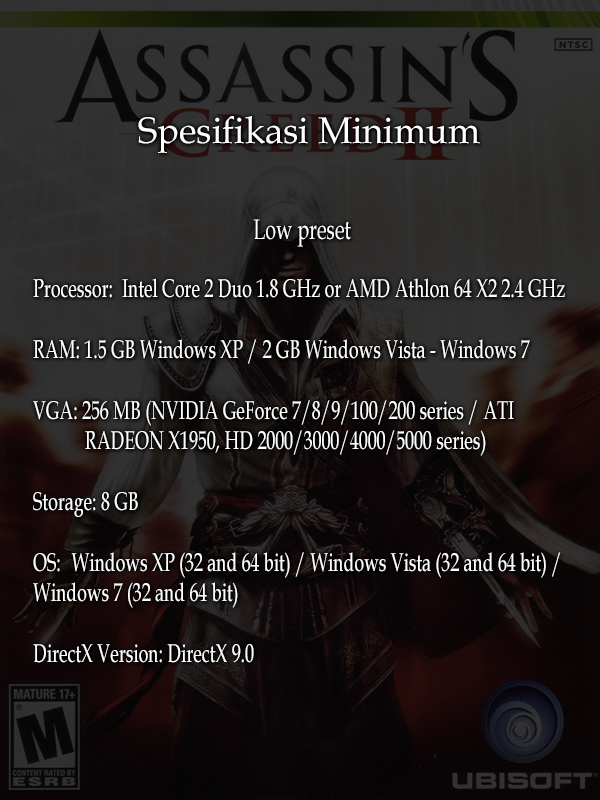 NTSC
ASSASSIN'S
CREED II
Spesifikasi Minimum
Low preset
Processor: Intel Core 2 Duo 1.8 GHz or AMD Athlon 64 X2 2.4 GHz
RAM: 1.5 GB Windows XP / 2 GB Windows Vista - Windows 7
VGA: 256 MB (NVIDIA GeForce 7/8/9/100/200 series / ATI
RADEON X1950, HD 2000/3000/4000/5000 series)
Storage: 8 GB
OS: Windows XP (32 and 64 bit) / Windows Vista (32 and 64 bit) /
Windows 7 (32 and 64 bit)
DirectX Version: DirectX 9.0
MATURE 17+
M
CONTENT RATED BY
ESRB
UBISOFT